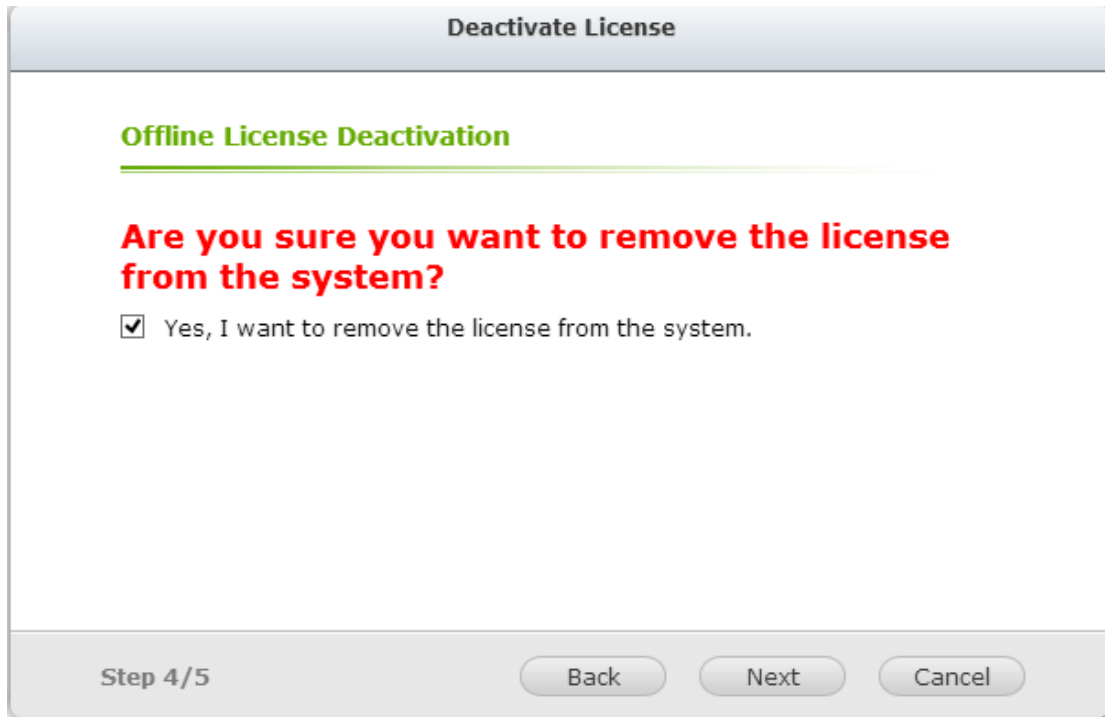 Deactivate License
Offline License Deactivation
Are you sure you want to remove the license
from the system?
Yes, I want to remove the license from the system.
Step 4/5
Back
Next
Cancel